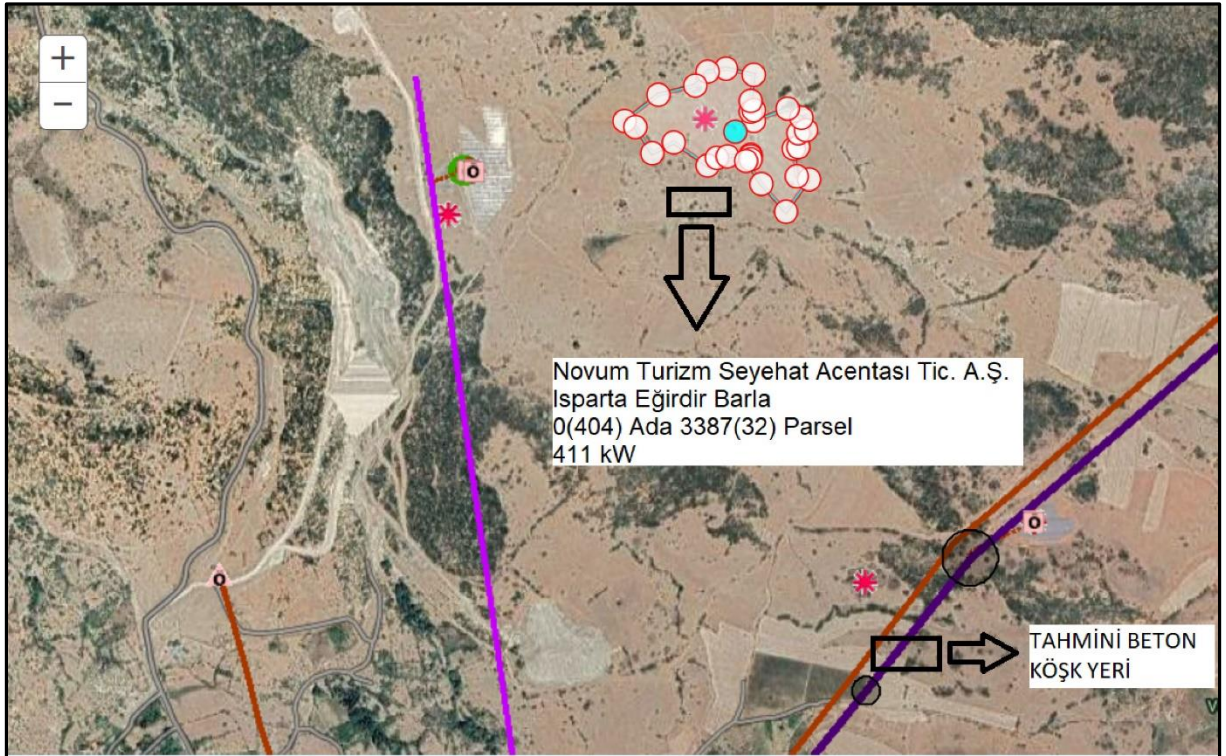 +
−
O
Novum Turizm Seyehat Acentası Tic. A.Ş.
Isparta Eğirdir Barla
0(404) Ada 3387(32) Parsel
411 kW
O
O
TAHMİNİ BETON
KÖŞK YERİ
V